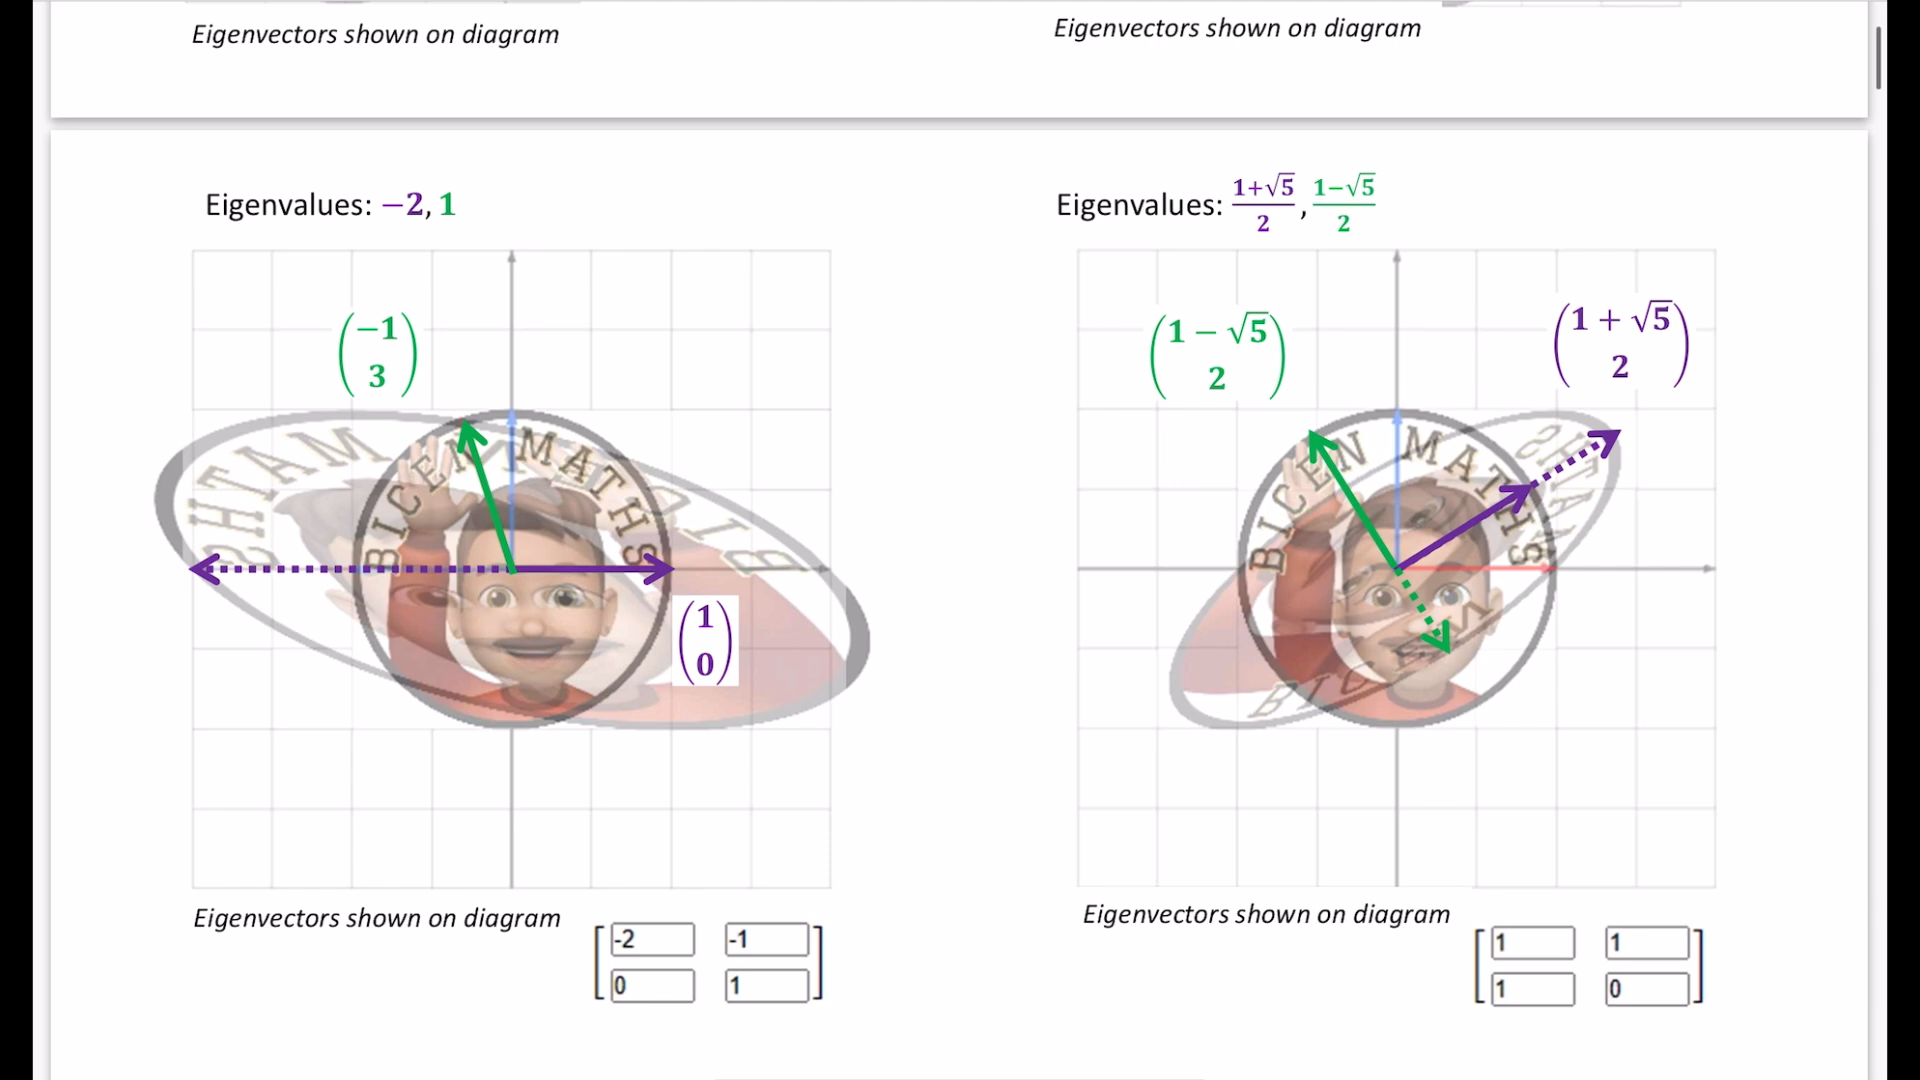 Eigenvectors shown on diagram
Eigenvectors shown on diagram
Eigenvalues: −2, 1
Eigenvalues: 1+√5/2, 1−√5/2
(−1
3)
BICEN MATHS
MATHS
(1
0)
(1 − √5
2)
(1 + √5
2)
BICEN MATHS
Eigenvectors shown on diagram
[-2 -1
0 1]
Eigenvectors shown on diagram
[1 1
1 0]